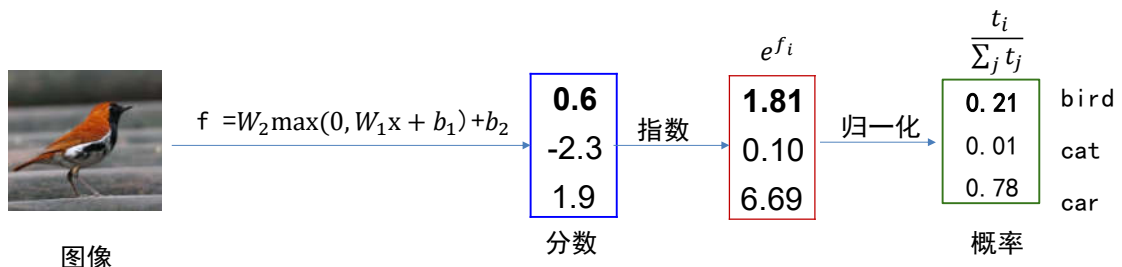 f =W₂max(0, W₁x + b₁)+b₂
图像
0.6
-2.3
1.9
分数
指数
e^{f_i}
1.81
0.10
6.69
归一化
t_i
∑_j t_j
0.21
0.01
0.78
概率
bird
cat
car